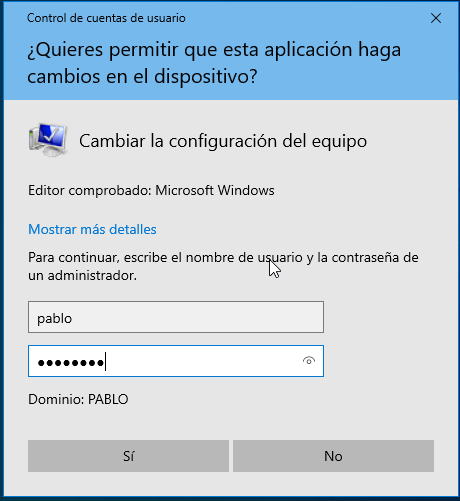 Control de cuentas de usuario
¿Quieres permitir que esta aplicación haga
cambios en el dispositivo?
Cambiar la configuración del equipo
Editor comprobado: Microsoft Windows
Mostrar más detalles
Para continuar, escribe el nombre de usuario y la contraseña de
un administrador.
pablo
●●●●●●●●
Dominio: PABLO
Sí No